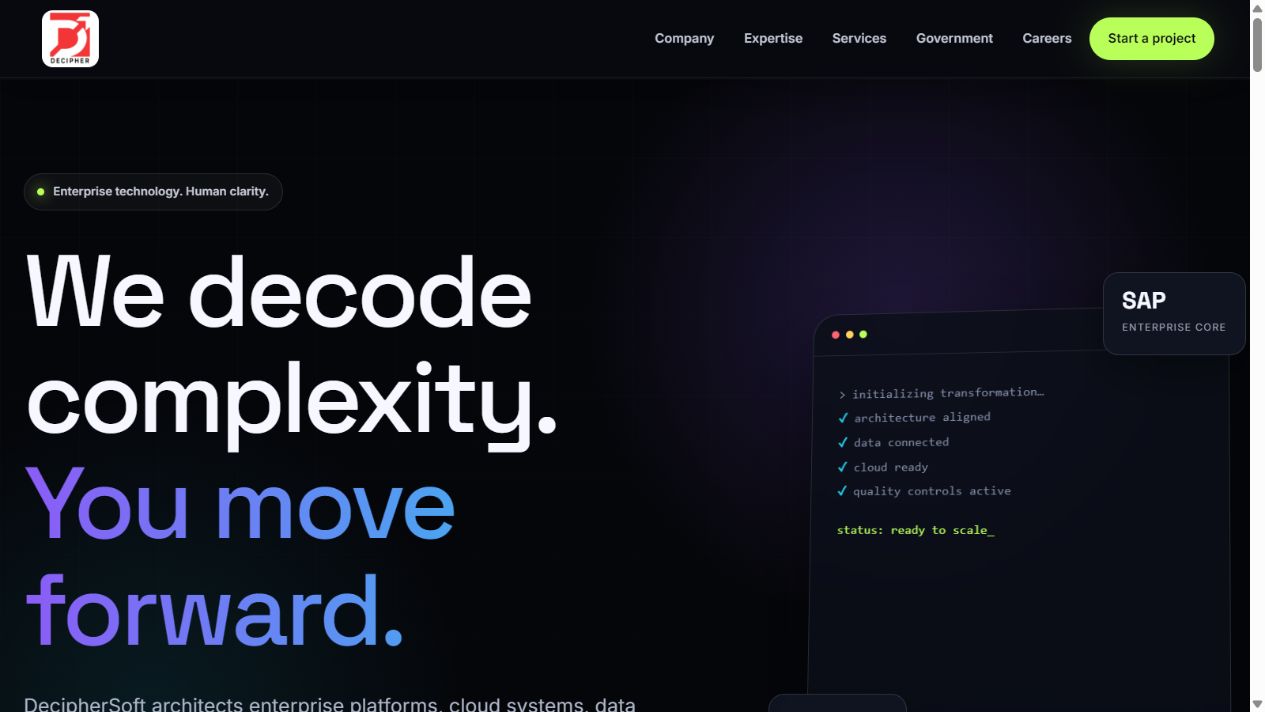 DECIPHER
Company Expertise Services Government Careers Start a project
Enterprise technology. Human clarity.
We decode
complexity.
You move
forward.
DecipherSoft architects enterprise platforms, cloud systems, data
SAP
ENTERPRISE CORE
> initializing transformation…
✓ architecture aligned
✓ data connected
✓ cloud ready
✓ quality controls active
status: ready to scale_